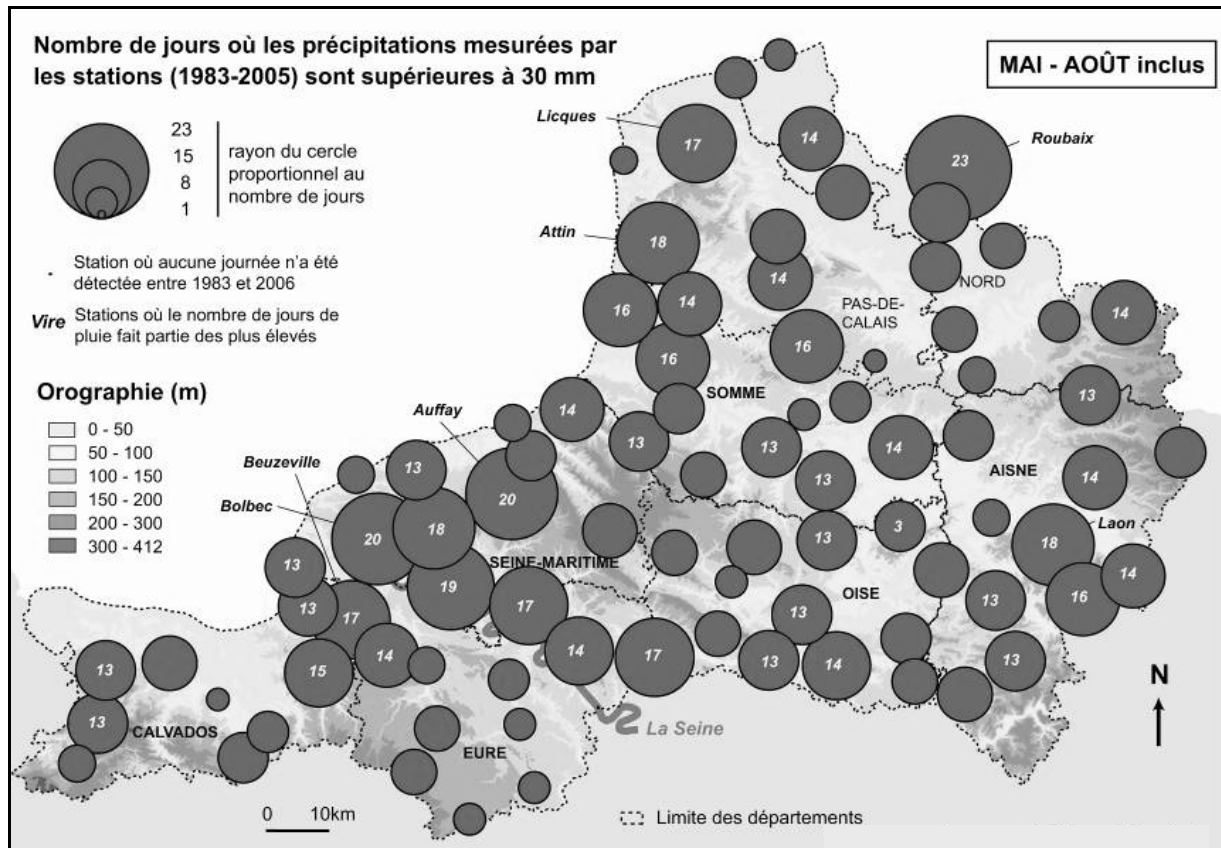 Nombre de jours où les précipitations mesurées par
les stations (1983-2005) sont supérieures à 30 mm
MAI - AOÛT inclus
23
15
8
1
rayon du cercle
proportionnel au
nombre de jours
- Station où aucune journée n'a été
détectée entre 1983 et 2006
Vire Stations où le nombre de jours de
pluie fait partie des plus élevés
Orographie (m)
0 - 50
50 - 100
100 - 150
150 - 200
200 - 300
300 - 412
Licques
17
14
Roubaix
23
Attin
18
14
16
14
PAS-DE-
CALAIS
NORD
14
16
16
SOMME
13
Auffay
14
13
13
14
AISNE
14
Beuzeville
13
20
13
Bolbec
20
18
3
Laon
13
18
SEINE-MARITIME
13
14
19
OISE
13
17
17
13
13
16
14
14
17
13
14
13
15
13
N
13
CALVADOS
La Seine
EURE
0 10km
Limite des départements